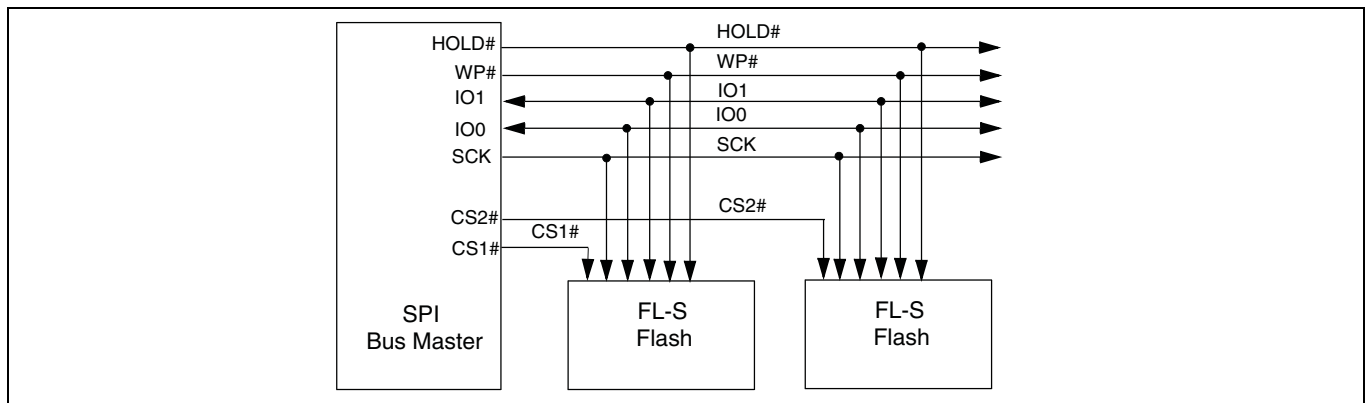 HOLD#
HOLD#
WP#
WP#
IO1
IO1
IO0
IO0
SCK
SCK
CS2#
CS2#
CS1#
CS1#
SPI
Bus Master
FL-S
Flash
FL-S
Flash